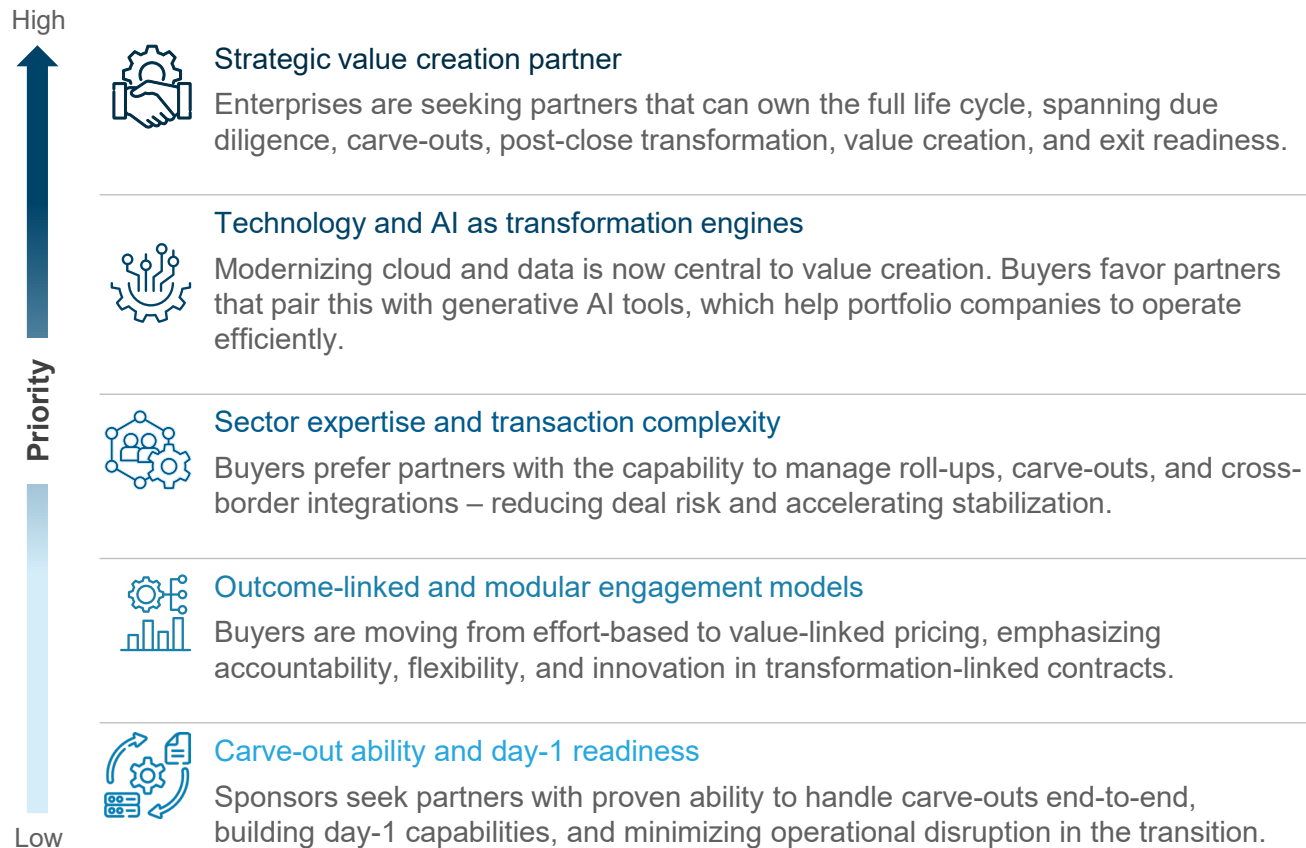 High
Strategic value creation partner
Enterprises are seeking partners that can own the full life cycle, spanning due
diligence, carve-outs, post-close transformation, value creation, and exit readiness.
Technology and AI as transformation engines
Modernizing cloud and data is now central to value creation. Buyers favor partners
that pair this with generative AI tools, which help portfolio companies to operate
efficiently.
Priority
Sector expertise and transaction complexity
Buyers prefer partners with the capability to manage roll-ups, carve-outs, and cross-
border integrations – reducing deal risk and accelerating stabilization.
Outcome-linked and modular engagement models
Buyers are moving from effort-based to value-linked pricing, emphasizing
accountability, flexibility, and innovation in transformation-linked contracts.
Carve-out ability and day-1 readiness
Sponsors seek partners with proven ability to handle carve-outs end-to-end,
building day-1 capabilities, and minimizing operational disruption in the transition.
Low